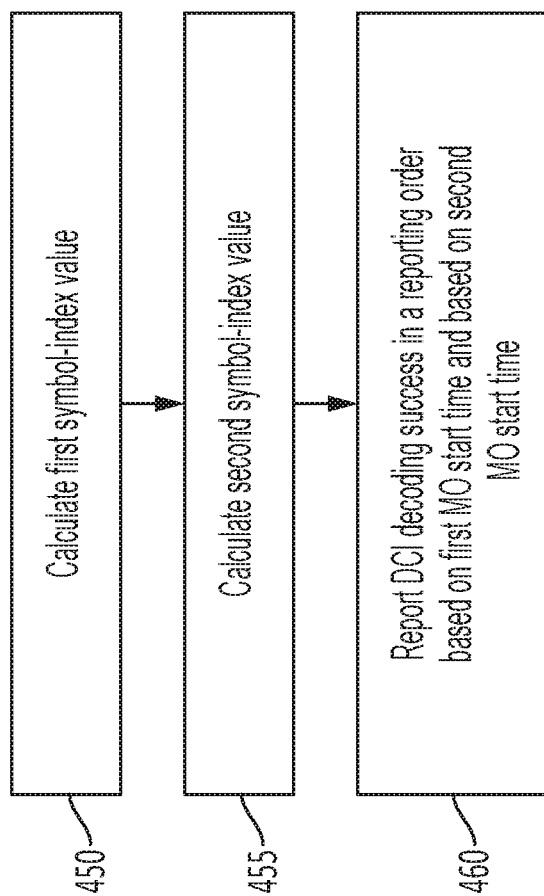 Calculate first symbol-index value
450
Calculate second symbol-index value
455
Report DCI decoding success in a reporting order
based on first MO start time and based on second
MO start time
460